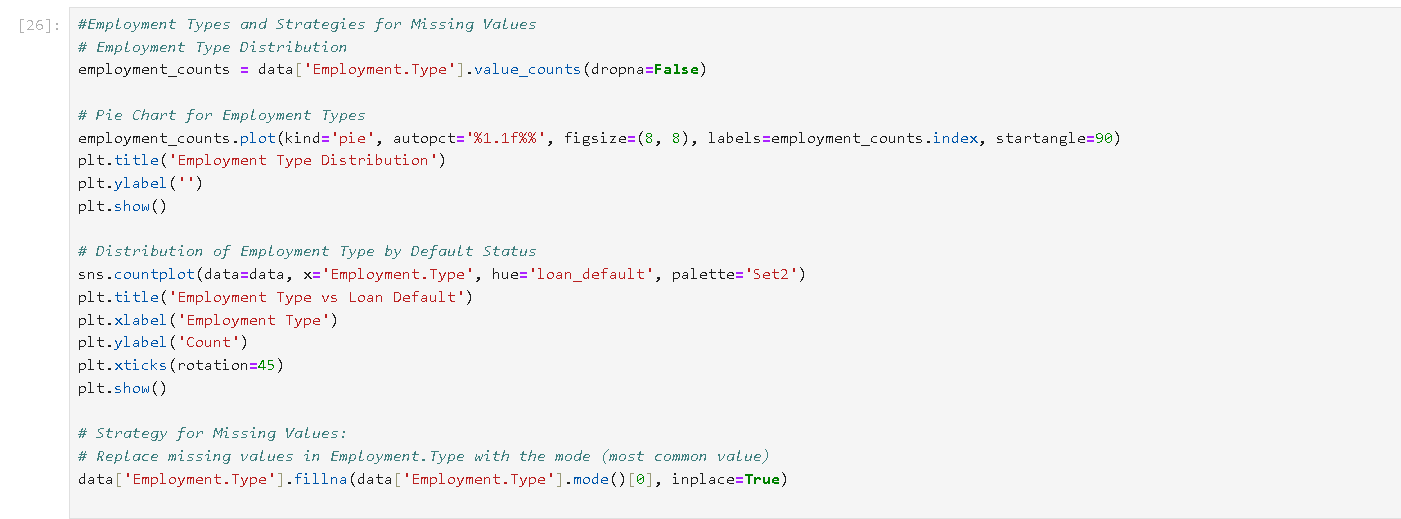 [26]:
#Employment Types and Strategies for Missing Values
# Employment Type Distribution
employment_counts = data['Employment.Type'].value_counts(dropna=False)
# Pie Chart for Employment Types
employment_counts.plot(kind='pie', autopct='%1.1f%%', figsize=(8, 8), labels=employment_counts.index, startangle=90)
plt.title('Employment Type Distribution')
plt.ylabel('')
plt.show()
# Distribution of Employment Type by Default Status
sns.countplot(data=data, x='Employment.Type', hue='loan_default', palette='Set2')
plt.title('Employment Type vs Loan Default')
plt.xlabel('Employment Type')
plt.ylabel('Count')
plt.xticks(rotation=45)
plt.show()
# Strategy for Missing Values:
# Replace missing values in Employment.Type with the mode (most common value)
data['Employment.Type'].fillna(data['Employment.Type'].mode()[0], inplace=True)